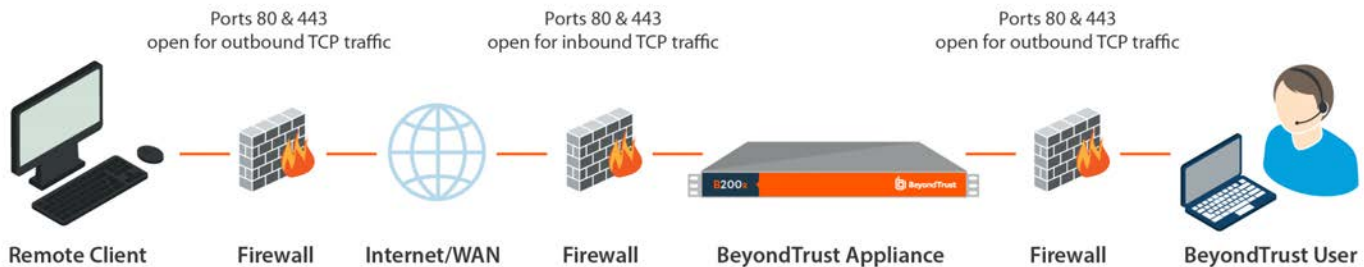 Ports 80 & 443
open for outbound TCP traffic
Ports 80 & 443
open for inbound TCP traffic
Ports 80 & 443
open for outbound TCP traffic
B200x
BeyondTrust
Remote Client
Firewall
Internet/WAN
Firewall
BeyondTrust Appliance
Firewall
BeyondTrust User